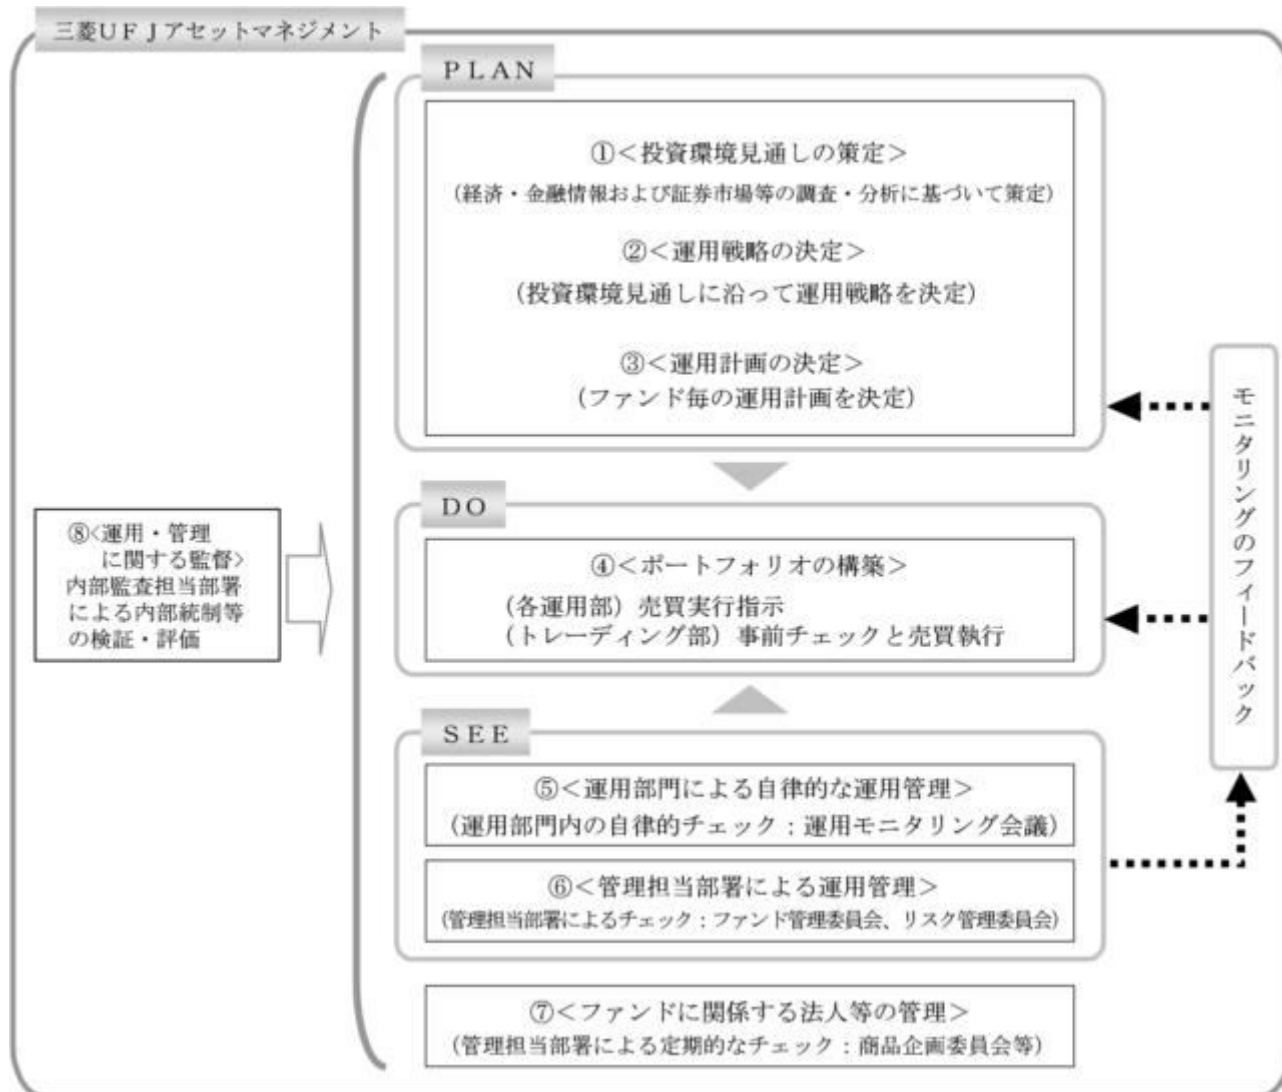 三菱ＵＦＪアセットマネジメント
ＰＬＡＮ
①＜投資環境見通しの策定＞
（経済・金融情報および証券市場等の調査・分析に基づいて策定）
②＜運用戦略の決定＞
（投資環境見通しに沿って運用戦略を決定）
③＜運用計画の決定＞
（ファンド毎の運用計画を決定）
ＤＯ
④＜ポートフォリオの構築＞
（各運用部）売買実行指示
（トレーディング部）事前チェックと売買執行
ＳＥＥ
⑤＜運用部門による自律的な運用管理＞
（運用部門内の自律的チェック：運用モニタリング会議）
⑥＜管理担当部署による運用管理＞
（管理担当部署によるチェック：ファンド管理委員会、リスク管理委員会）
⑦＜ファンドに関係する法人等の管理＞
（管理担当部署による定期的なチェック：商品企画委員会等）
⑧<運用・管理
に関する監督>
内部監査担当部署
による内部統制等
の検証・評価
モニタリングのフィードバック